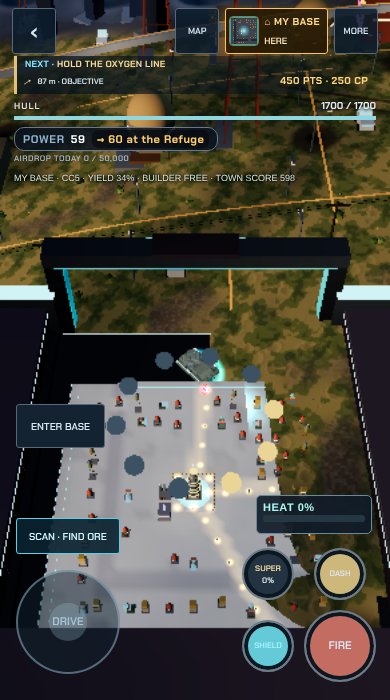 ‹
MAP
⌂ MY BASE
HERE
MORE
NEXT · HOLD THE OXYGEN LINE
↗ 87 m · OBJECTIVE
450 PTS · 250 CP
HULL
1700 / 1700
POWER 59 → 60 at the Refuge
AIRDROP TODAY 0 / 50,000
MY BASE · CC5 · YIELD 34% · BUILDER FREE · TOWN SCORE 598
ENTER BASE
HEAT 0%
SCAN · FIND ORE
SUPER
0%
DASH
DRIVE
SHIELD
FIRE